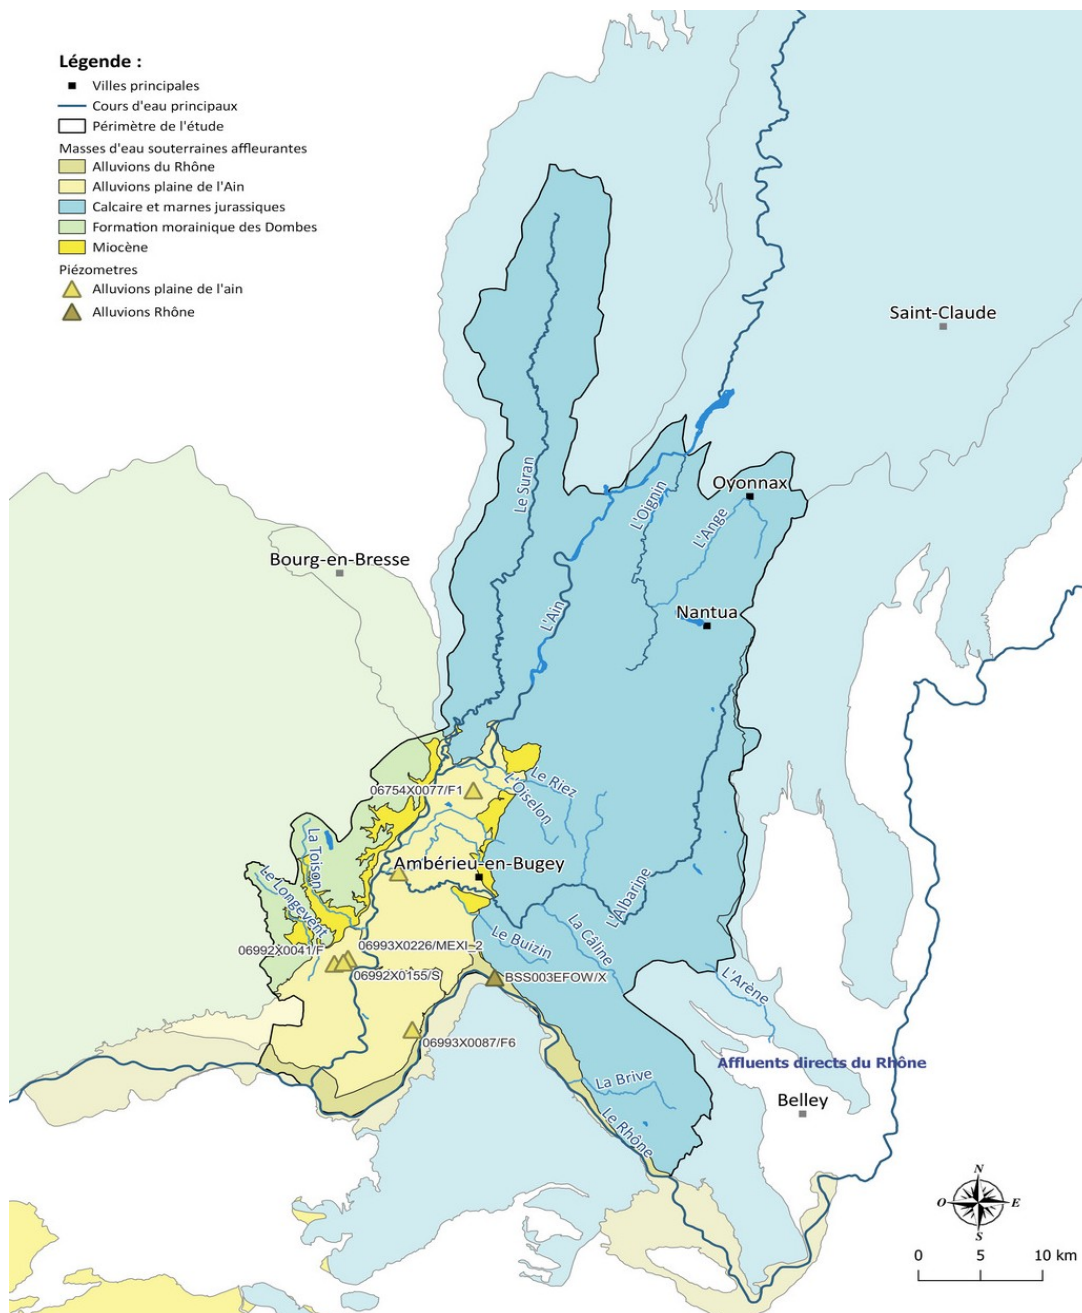 Légende :
Villes principales
Cours d'eau principaux
Périmètre de l'étude
Masses d'eau souterraines affleurantes
Alluvions du Rhône
Alluvions plaine de l'Ain
Calcaire et marnes jurassiques
Formation morainique des Dombes
Miocène
Piézometres
Alluvions plaine de l'ain
Alluvions Rhône
Saint-Claude
Le Suran
L'Oignin
Oyonnax
L'Ange
Bourg-en-Bresse
L'Ain
Nantua
06754X0077/F1
Le Riez
L'Oiselon
La Toison
Ambérieu-en-Bugey
Le Longevent
L'Albarine
La Câline
Le Buizin
06992X0041/F
06993X0226/MEXI_2
06992X0155/S
BSS003EFOW/X
L'Arène
06993X0087/F6
Affluents directs du Rhône
La Brive
Belley
Le Rhône
N
O
E
S
0 5 10 km